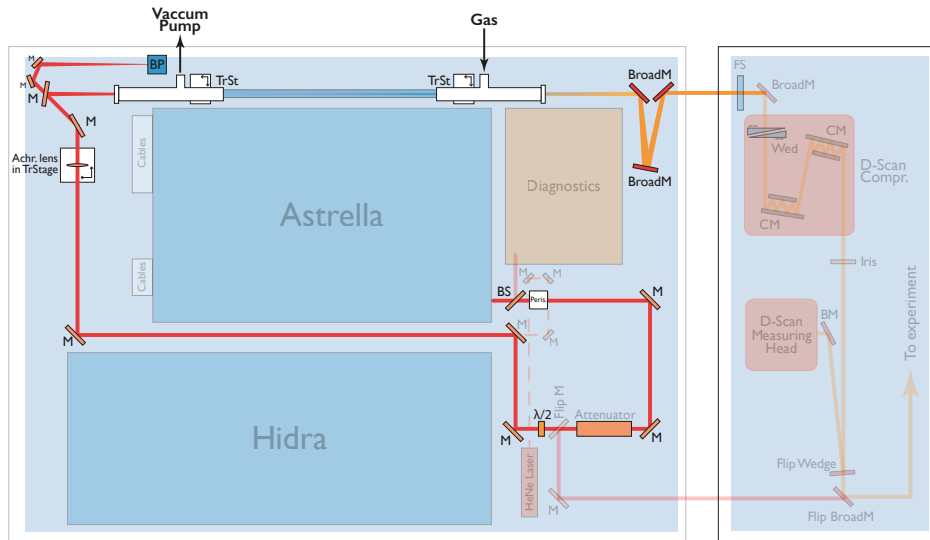 Vaccum
Pump
Gas
M
BP
M
M
TrSt
TrSt
BroadM
BroadM
FS
BroadM
M
Achr. lens
in TrStage
Cables
Astrella
Diagnostics
BroadM
Wed
CM
D-Scan
Compr.
CM
Cables
M
M
BS
Peris.
M
Iris
M
M
M
D-Scan
Measuring
Head
BM
To experiment
Hidra
Flip M
λ/2
Attenuator
M
M
HeNe Laser
M
Flip Wedge
Flip BroadM